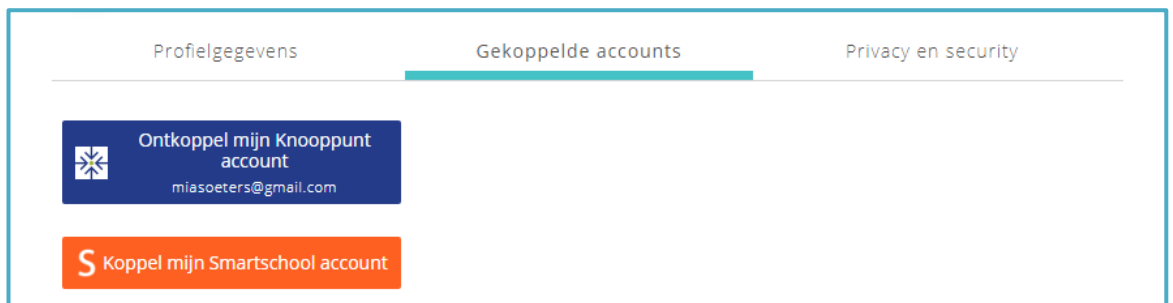 Profielgegevens Gekoppelde accounts Privacy en security
Ontkoppel mijn Knooppunt
account
miasoeters@gmail.com
S Koppel mijn Smartschool account